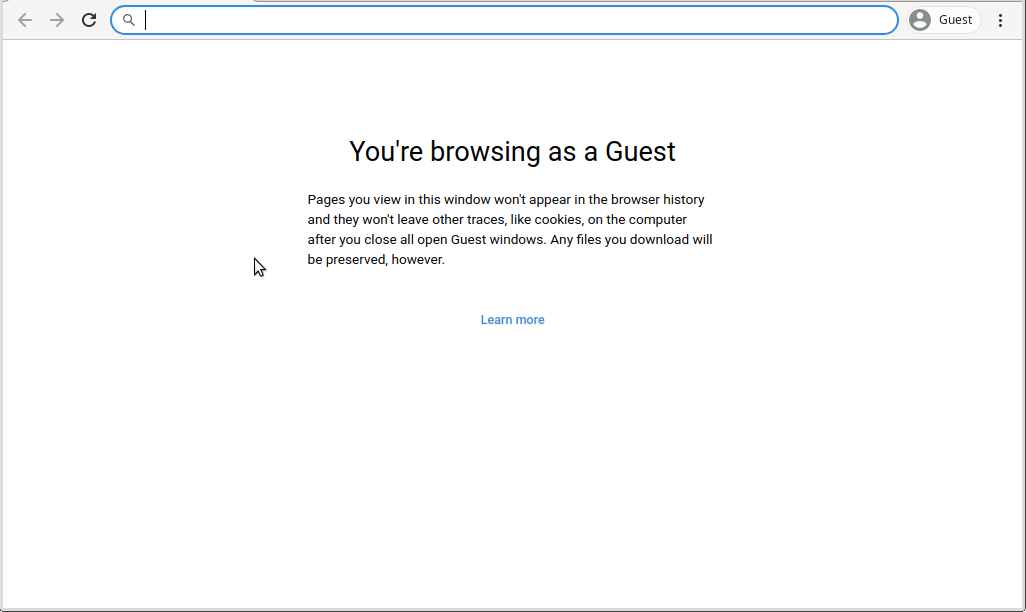 Guest
You're browsing as a Guest
Pages you view in this window won't appear in the browser history
and they won't leave other traces, like cookies, on the computer
after you close all open Guest windows. Any files you download will
be preserved, however.
Learn more